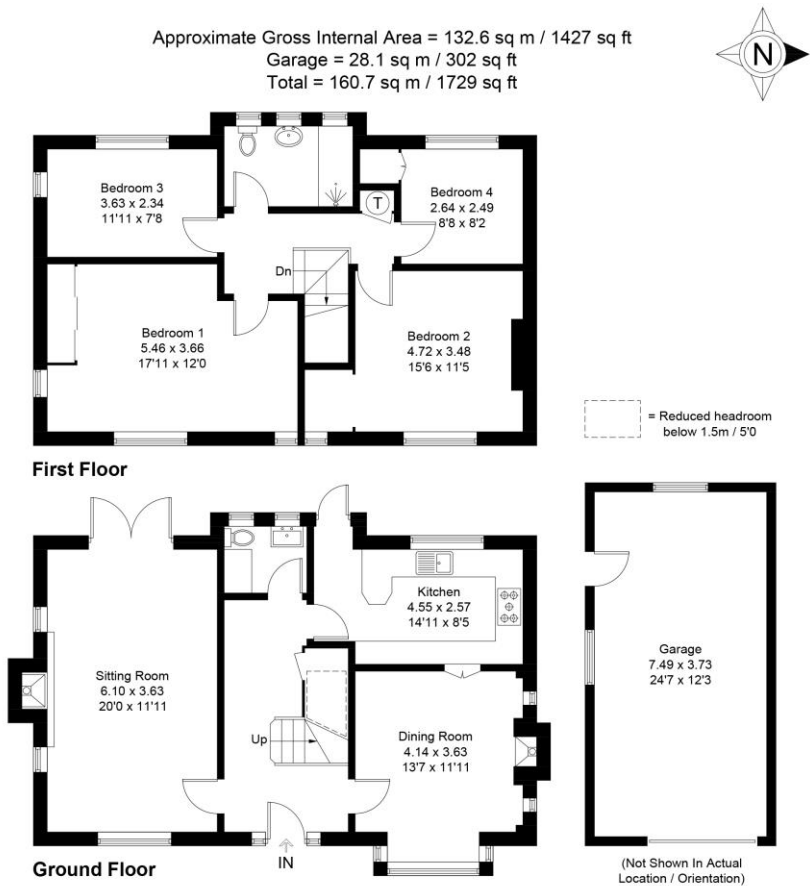 Approximate Gross Internal Area = 132.6 sq m / 1427 sq ft
Garage = 28.1 sq m / 302 sq ft
Total = 160.7 sq m / 1729 sq ft
N
Bedroom 3
3.63 x 2.34
11'11 x 7'8
Bedroom 4
2.64 x 2.49
8'8 x 8'2
T
Dn
Bedroom 1
5.46 x 3.66
17'11 x 12'0
Bedroom 2
4.72 x 3.48
15'6 x 11'5
= Reduced headroom
below 1.5m / 5'0
First Floor
Kitchen
4.55 x 2.57
14'11 x 8'5
Sitting Room
6.10 x 3.63
20'0 x 11'11
Garage
7.49 x 3.73
24'7 x 12'3
Up
Dining Room
4.14 x 3.63
13'7 x 11'11
IN
Ground Floor
(Not Shown In Actual
Location / Orientation)